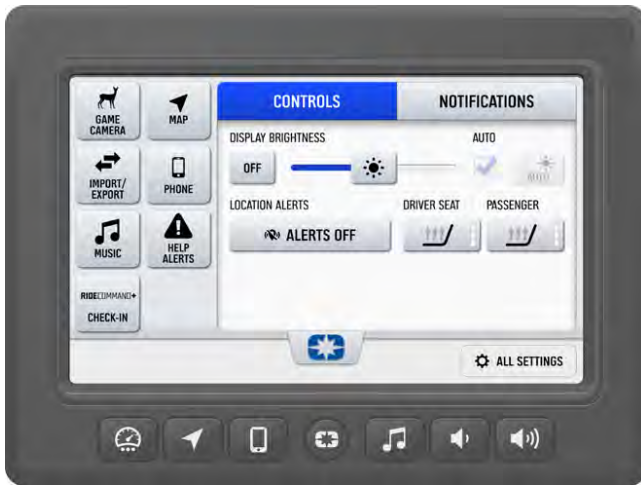 GAME
CAMERA
MAP
IMPORT/
EXPORT
PHONE
MUSIC
HELP
ALERTS
RIDECOMMAND+
CHECK-IN
CONTROLS
NOTIFICATIONS
DISPLAY BRIGHTNESS
AUTO
OFF
AUTO
LOCATION ALERTS
DRIVER SEAT
PASSENGER
ALERTS OFF
ALL SETTINGS